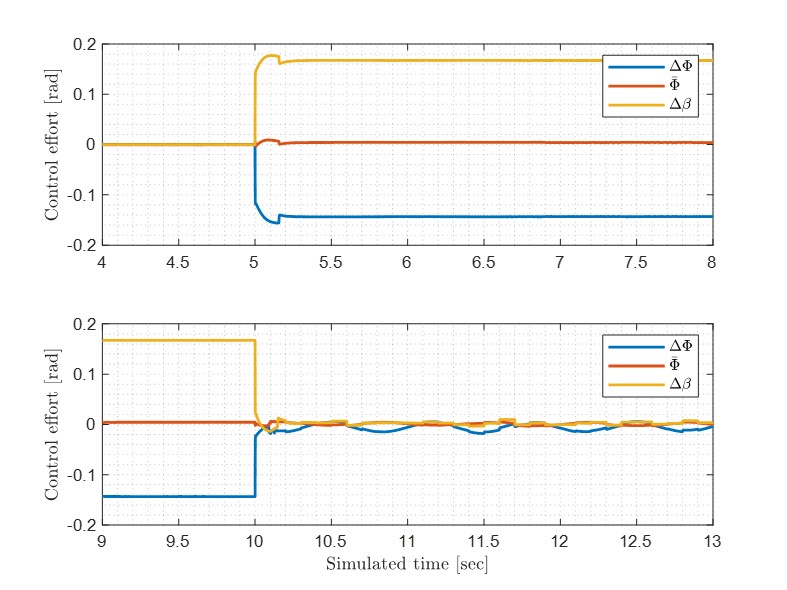 Control effort [rad]
0.2
0.1
0
-0.1
-0.2
4 4.5 5 5.5 6 6.5 7 7.5 8
ΔΦ
Φ̄
Δβ
Control effort [rad]
0.2
0.1
0
-0.1
-0.2
9 9.5 10 10.5 11 11.5 12 12.5 13
ΔΦ
Φ̄
Δβ
Simulated time [sec]